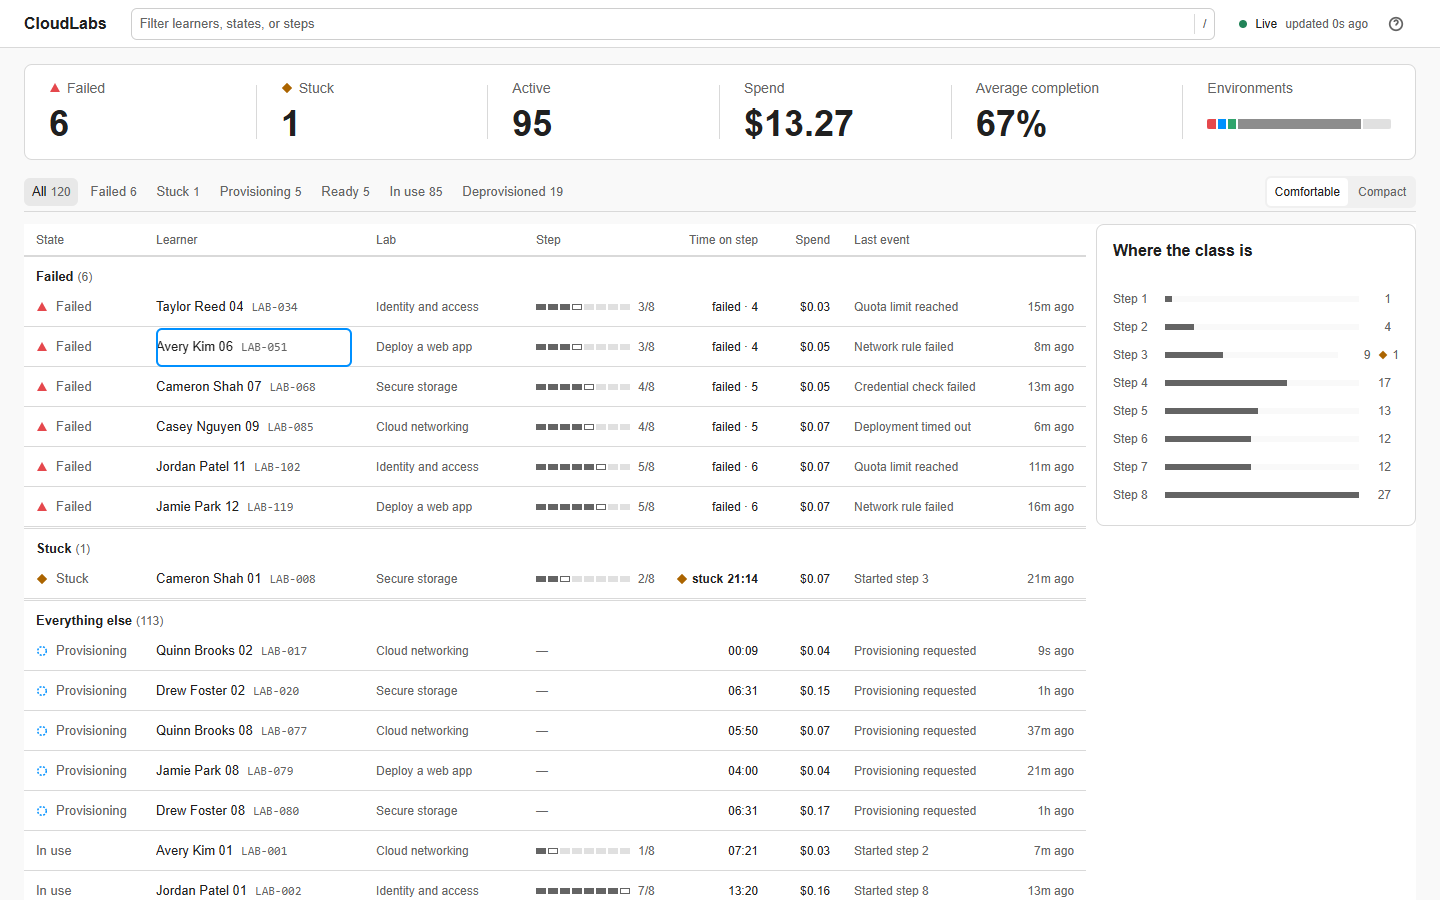 CloudLabs Filter learners, states, or steps / Live updated 0s ago ?
Failed Stuck Active Spend Average completion Environments
6 1 95 $13.27 67%
All 120 Failed 6 Stuck 1 Provisioning 5 Ready 5 In use 85 Deprovisioned 19 Comfortable Compact
State Learner Lab Step Time on step Spend Last event
Failed (6)
Failed Taylor Reed 04 LAB-034 Identity and access 3/8 failed · 4 $0.03 Quota limit reached 15m ago
Failed Avery Kim 06 LAB-051 Deploy a web app 3/8 failed · 4 $0.05 Network rule failed 8m ago
Failed Cameron Shah 07 LAB-068 Secure storage 4/8 failed · 5 $0.05 Credential check failed 13m ago
Failed Casey Nguyen 09 LAB-085 Cloud networking 4/8 failed · 5 $0.07 Deployment timed out 6m ago
Failed Jordan Patel 11 LAB-102 Identity and access 5/8 failed · 6 $0.07 Quota limit reached 11m ago
Failed Jamie Park 12 LAB-119 Deploy a web app 5/8 failed · 6 $0.07 Network rule failed 16m ago
Stuck (1)
Stuck Cameron Shah 01 LAB-008 Secure storage 2/8 stuck 21:14 $0.07 Started step 3 21m ago
Everything else (113)
Provisioning Quinn Brooks 02 LAB-017 Cloud networking — 00:09 $0.04 Provisioning requested 9s ago
Provisioning Drew Foster 02 LAB-020 Secure storage — 06:31 $0.15 Provisioning requested 1h ago
Provisioning Quinn Brooks 08 LAB-077 Cloud networking — 05:50 $0.07 Provisioning requested 37m ago
Provisioning Jamie Park 08 LAB-079 Deploy a web app — 04:00 $0.04 Provisioning requested 21m ago
Provisioning Drew Foster 08 LAB-080 Secure storage — 06:31 $0.17 Provisioning requested 1h ago
In use Avery Kim 01 LAB-001 Cloud networking 1/8 07:21 $0.03 Started step 2 7m ago
In use Jordan Patel 01 LAB-002 Identity and access 7/8 13:20 $0.16 Started step 8 13m ago
Where the class is
Step 1 1
Step 2 4
Step 3 9 1
Step 4 17
Step 5 13
Step 6 12
Step 7 12
Step 8 27